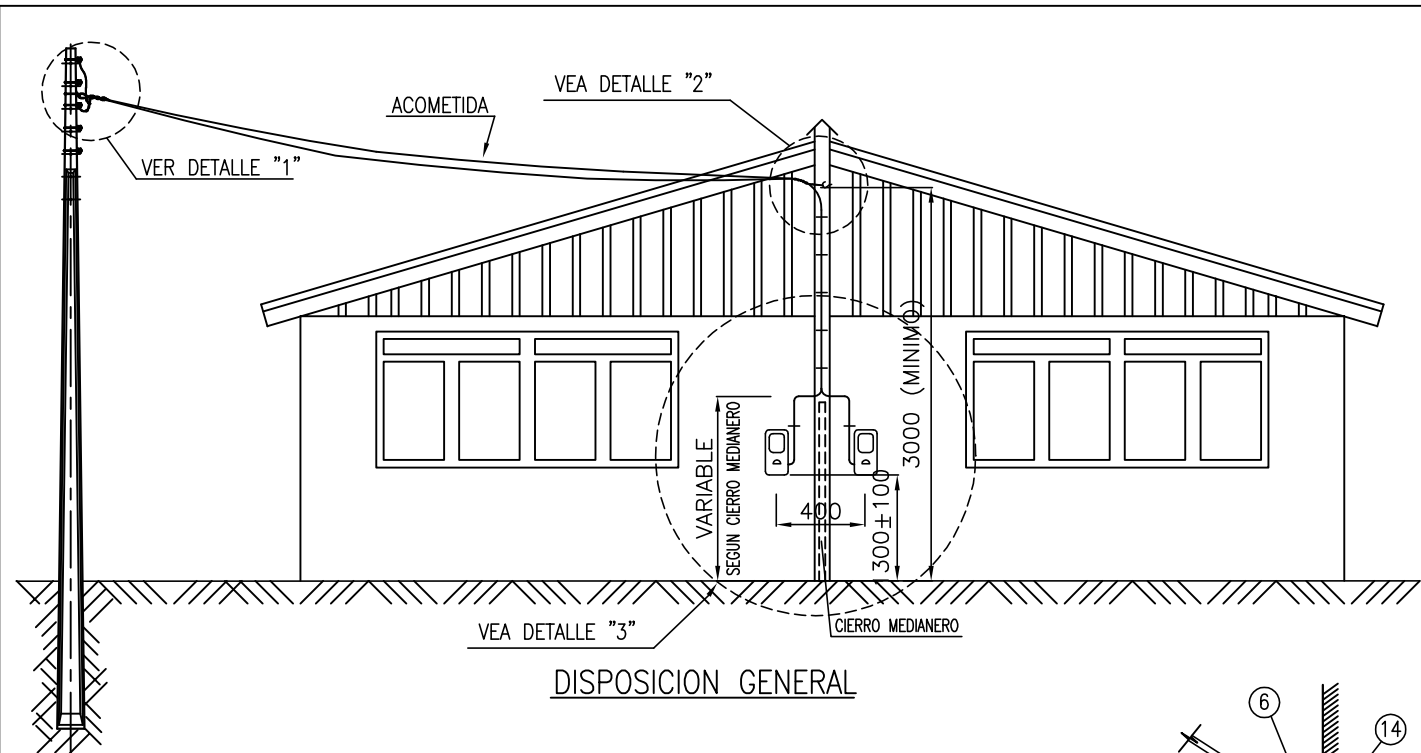 VEA DETALLE "2"
ACOMETIDA
VER DETALLE "1"
3000 (MINIMO)
VARIABLE
SEGUN CIERRO MEDIANERO
400
300±100
VEA DETALLE "3"
CIERRO MEDIANERO
DISPOSICION GENERAL
6
14